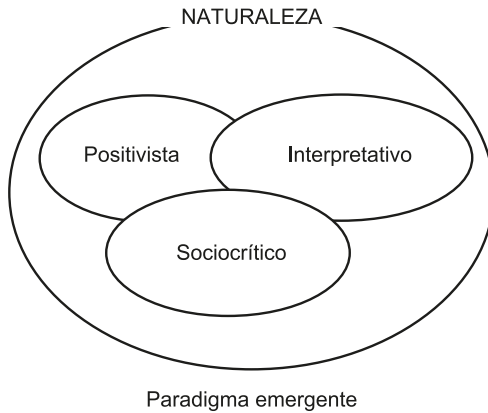 NATURALEZA
Positivista
Interpretativo
Sociocrítico
Paradigma emergente